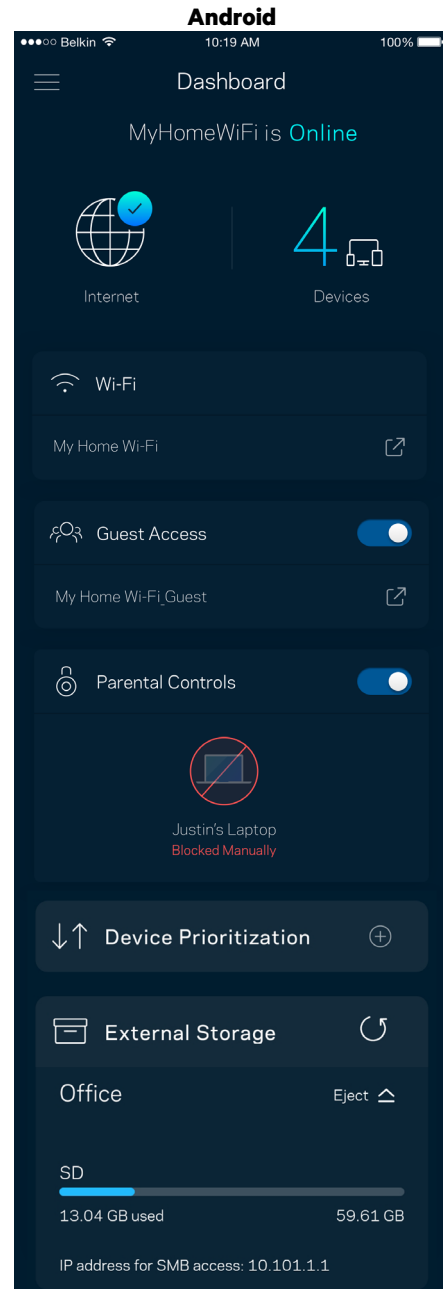 Android
Belkin 10:19 AM 100%
Dashboard
MyHomeWiFi is Online
4
Internet Devices
Wi-Fi
My Home Wi-Fi
Guest Access
My Home Wi-Fi_Guest
Parental Controls
Justin's Laptop
Blocked Manually
Device Prioritization
External Storage
Office Eject
SD
13.04 GB used 59.61 GB
IP address for SMB access: 10.101.1.1